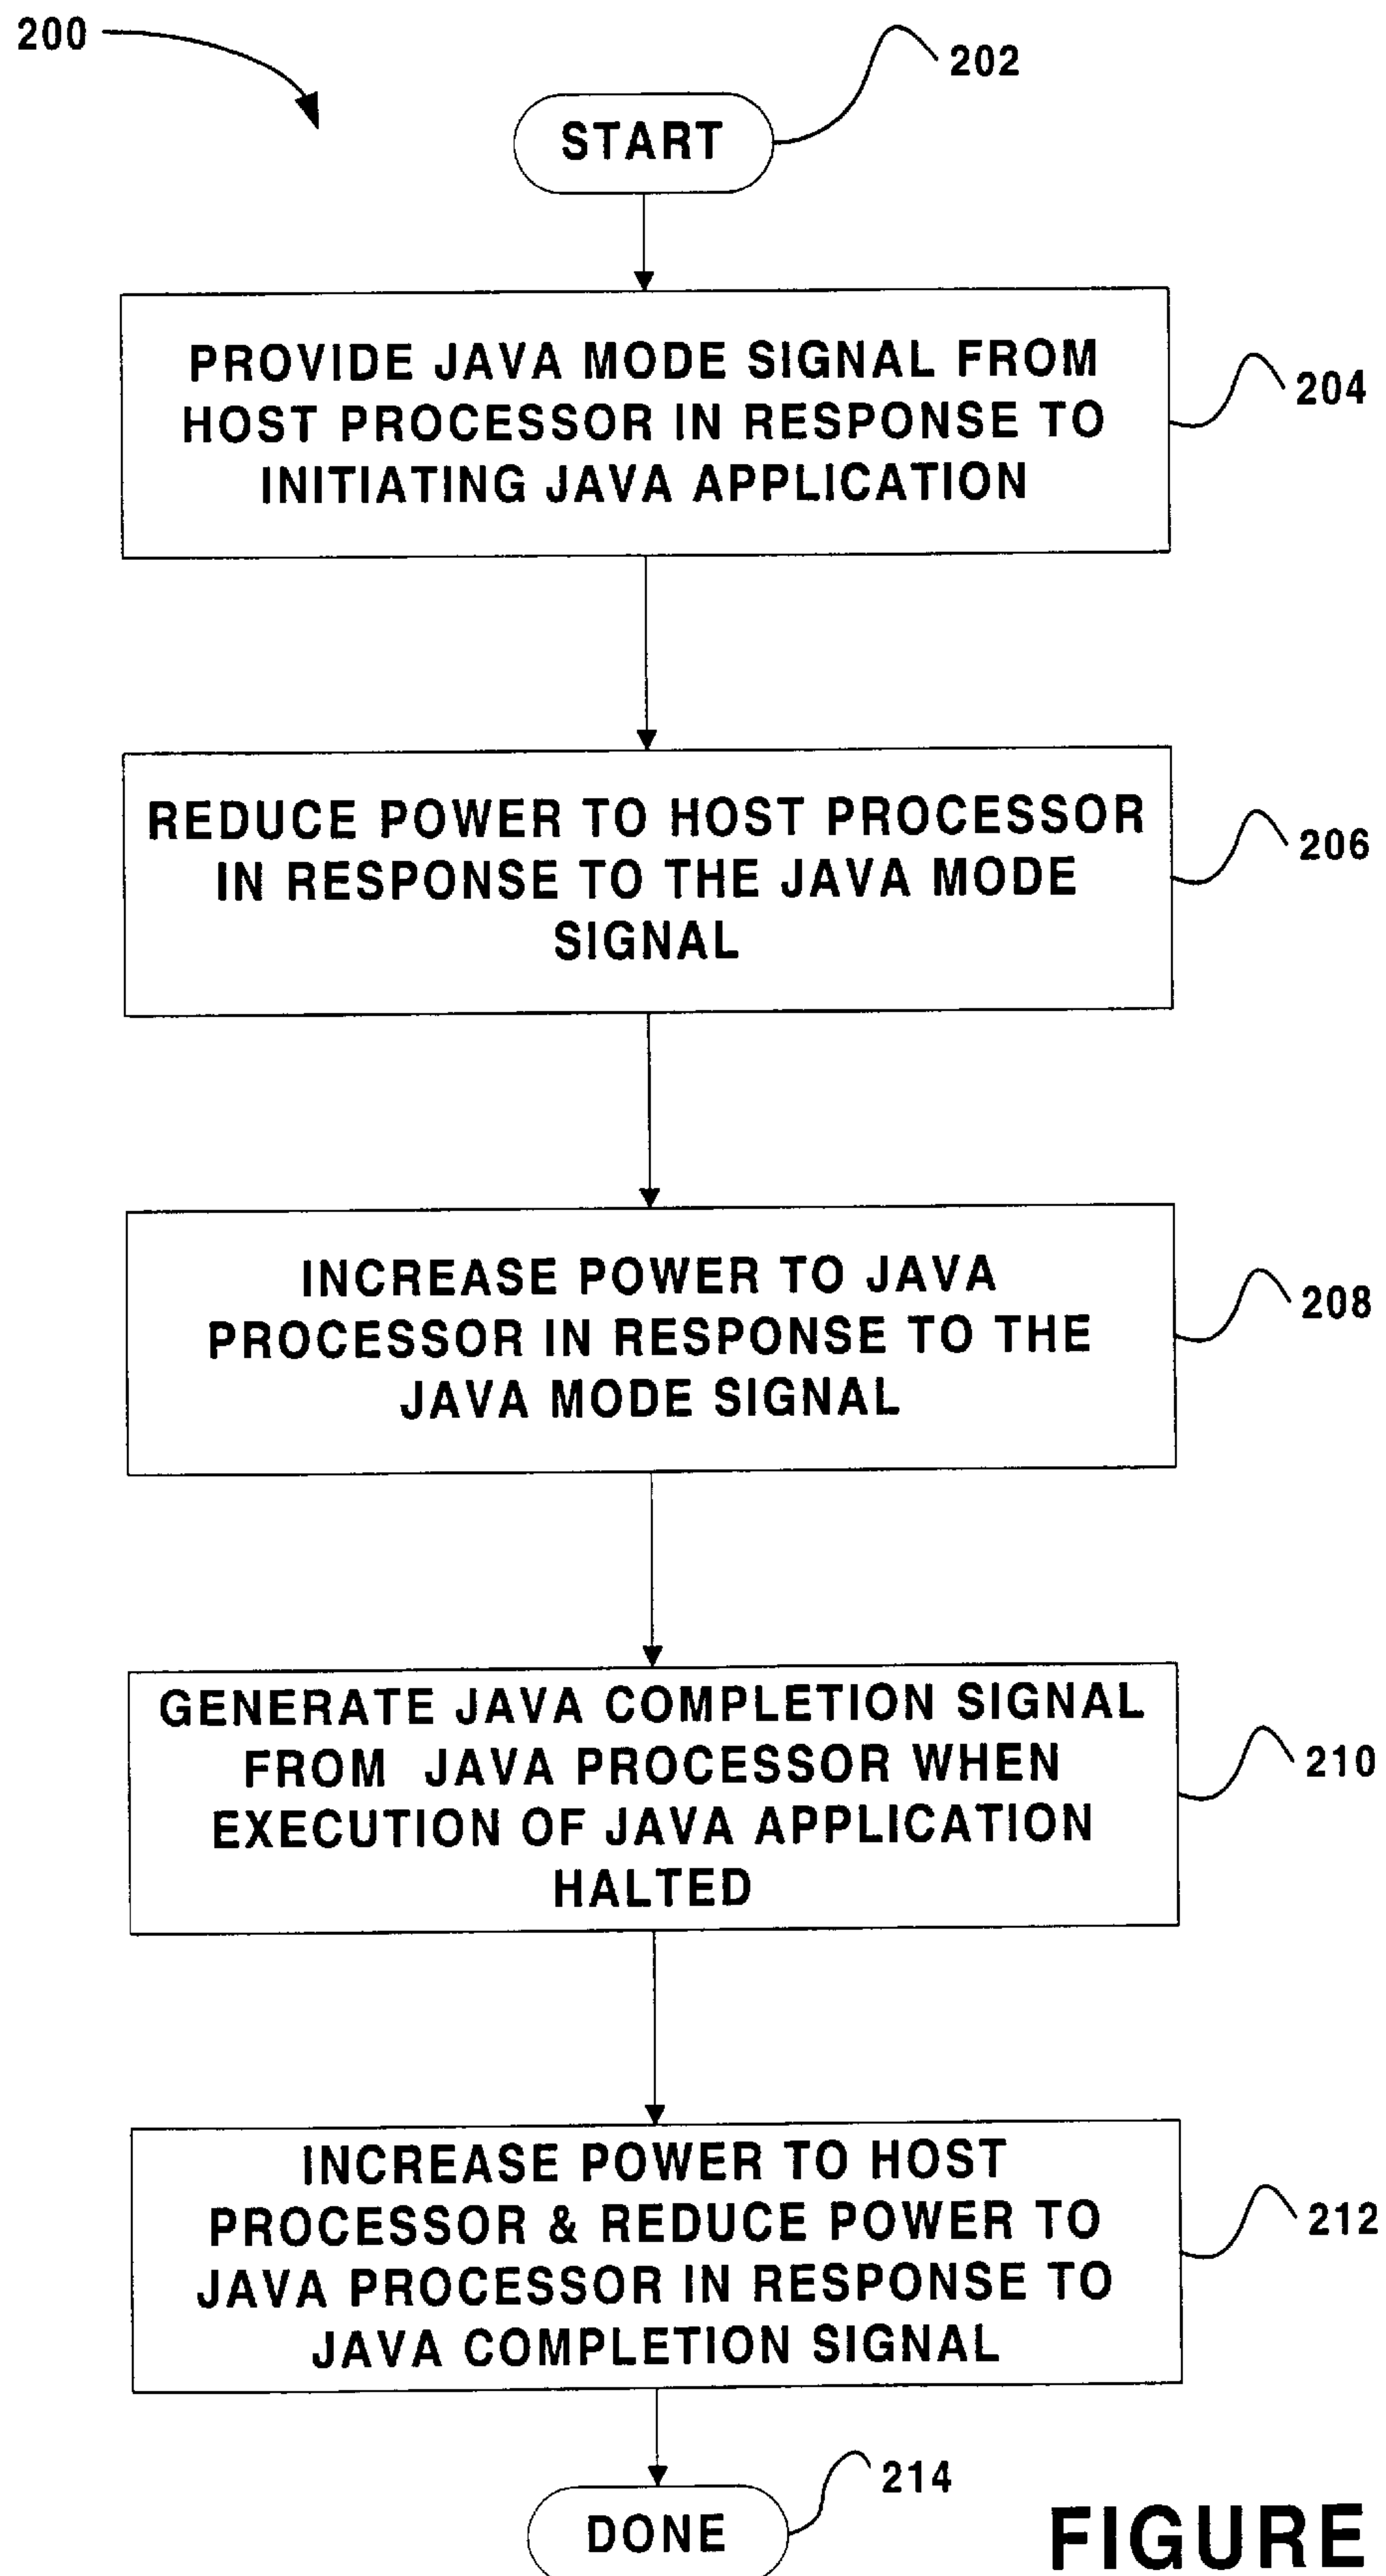 200
202
START
PROVIDE JAVA MODE SIGNAL FROM
HOST PROCESSOR IN RESPONSE TO
INITIATING JAVA APPLICATION
204
REDUCE POWER TO HOST PROCESSOR
IN RESPONSE TO THE JAVA MODE
SIGNAL
206
INCREASE POWER TO JAVA
PROCESSOR IN RESPONSE TO THE
JAVA MODE SIGNAL
208
GENERATE JAVA COMPLETION SIGNAL
FROM JAVA PROCESSOR WHEN
EXECUTION OF JAVA APPLICATION
HALTED
210
INCREASE POWER TO HOST
PROCESSOR & REDUCE POWER TO
JAVA PROCESSOR IN RESPONSE TO
JAVA COMPLETION SIGNAL
212
214
DONE
FIGURE